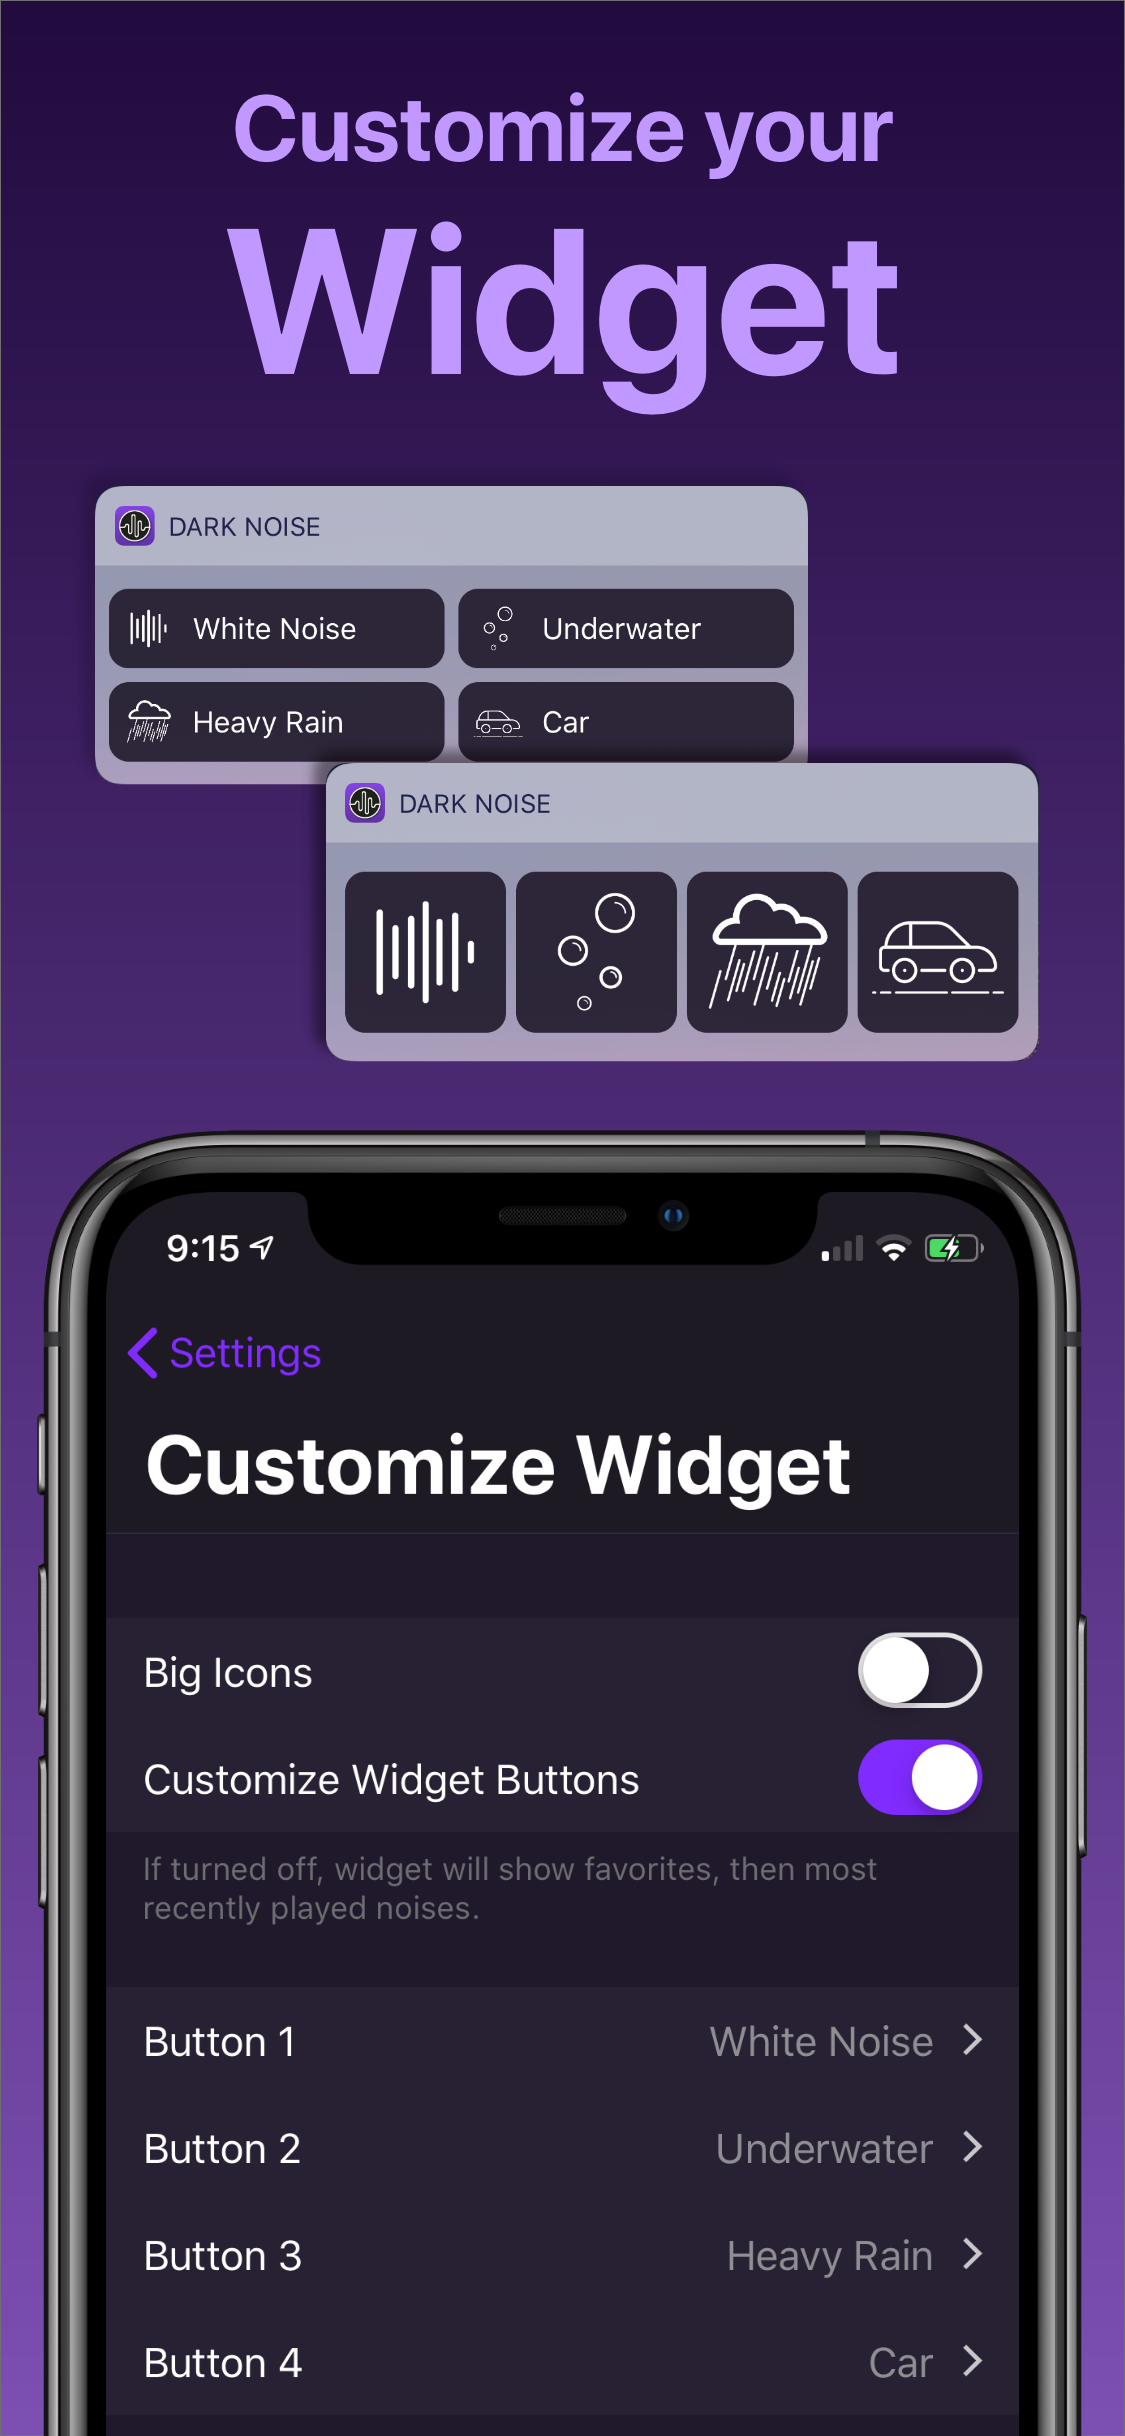 Customize your
Widget
DARK NOISE
White Noise
Underwater
Heavy Rain
Car
DARK NOISE
9:15
Settings
Customize Widget
Big Icons
Customize Widget Buttons
If turned off, widget will show favorites, then most
recently played noises.
Button 1 White Noise
Button 2 Underwater
Button 3 Heavy Rain
Button 4 Car